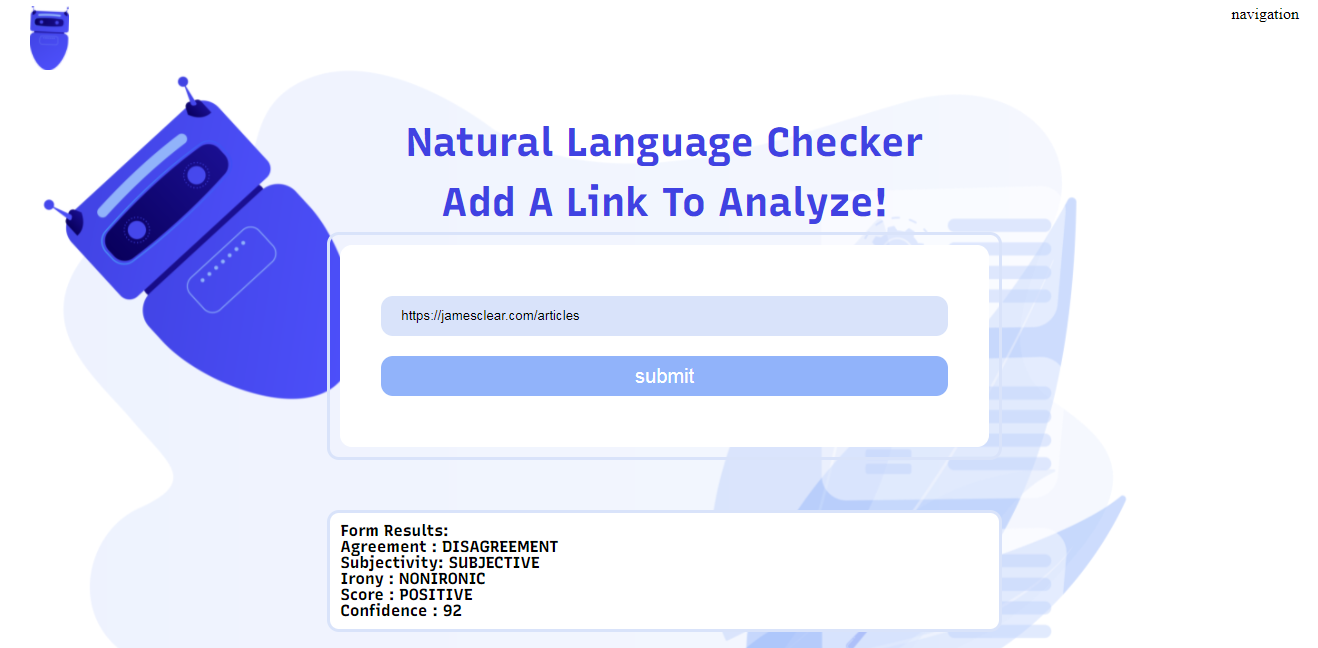 navigation
Natural Language Checker
Add A Link To Analyze!
https://jamesclear.com/articles
submit
Form Results:
Agreement : DISAGREEMENT
Subjectivity: SUBJECTIVE
Irony : NONIRONIC
Score : POSITIVE
Confidence : 92